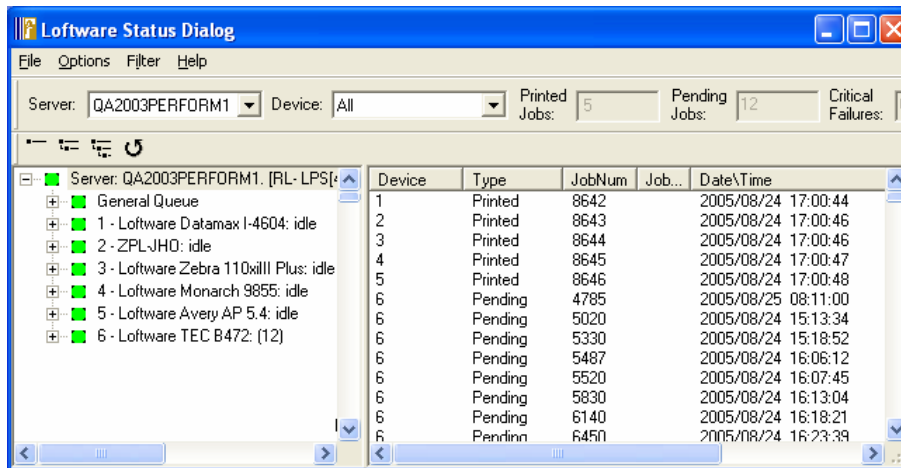 Loftware Status Dialog
File Options Filter Help
Server: QA2003PERFORM1 Device: All Printed Jobs: 5 Pending Jobs: 12 Critical Failures:
Server: QA2003PERFORM1. [RL- LPS[
General Queue
1 - Loftware Datamax I-4604: idle
2 - ZPL-JHO: idle
3 - Loftware Zebra 110xiIII Plus: idle
4 - Loftware Monarch 9855: idle
5 - Loftware Avery AP 5.4: idle
6 - Loftware TEC B472: (12)
Device Type JobNum Job... Date\Time
1 Printed 8642 2005/08/24 17:00:44
2 Printed 8643 2005/08/24 17:00:46
3 Printed 8644 2005/08/24 17:00:46
4 Printed 8645 2005/08/24 17:00:47
5 Printed 8646 2005/08/24 17:00:48
6 Pending 4785 2005/08/25 08:11:00
6 Pending 5020 2005/08/24 15:13:34
6 Pending 5330 2005/08/24 15:18:52
6 Pending 5487 2005/08/24 16:06:12
6 Pending 5520 2005/08/24 16:07:45
6 Pending 5830 2005/08/24 16:13:04
6 Pending 6140 2005/08/24 16:18:21
6 Pending 6450 2005/08/24 16:23:39